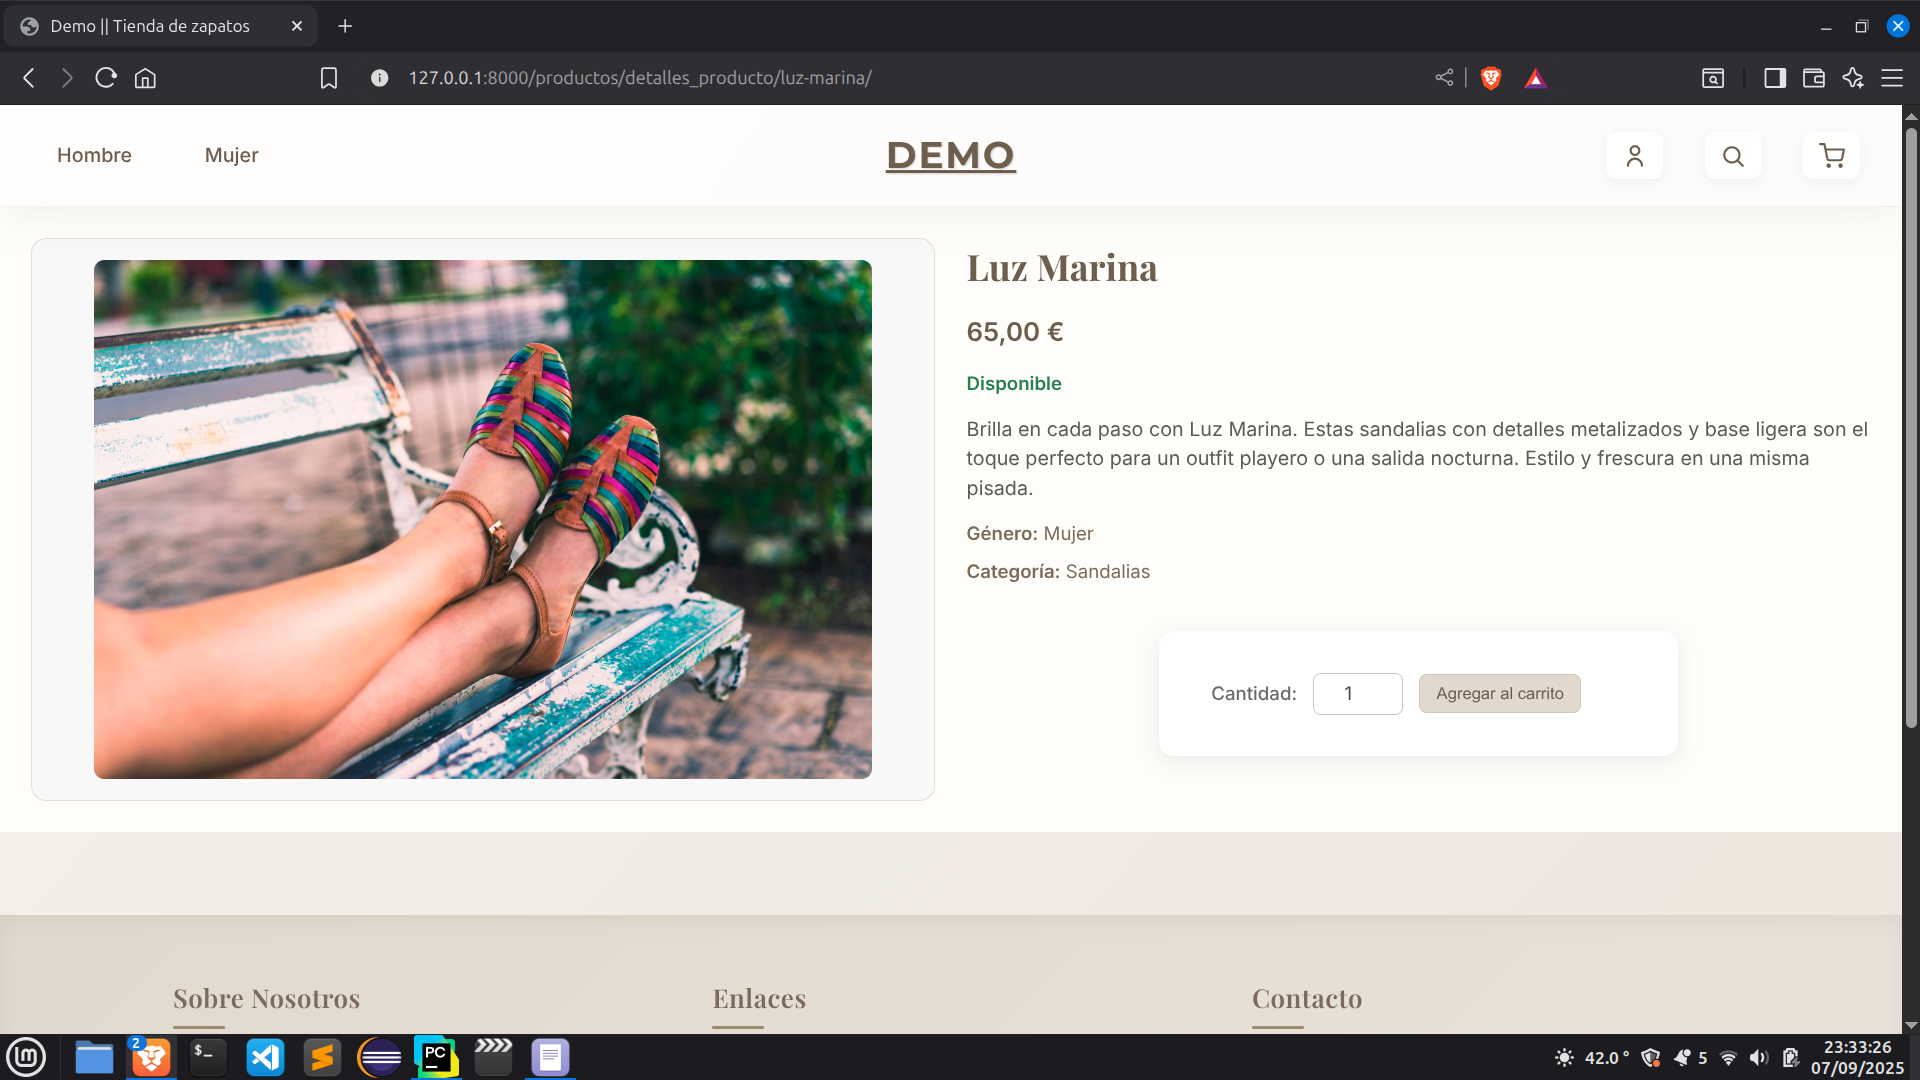 Demo || Tienda de zapatos
127.0.0.1:8000/productos/detalles_producto/luz-marina/
Hombre
Mujer
DEMO
Luz Marina
65,00 €
Disponible
Brilla en cada paso con Luz Marina. Estas sandalias con detalles metalizados y base ligera son el
toque perfecto para un outfit playero o una salida nocturna. Estilo y frescura en una misma
pisada.
Género: Mujer
Categoría: Sandalias
Cantidad:
1
Agregar al carrito
Sobre Nosotros
Enlaces
Contacto
2
$_
PC
42.0 °
5
23:33:26
07/09/2025